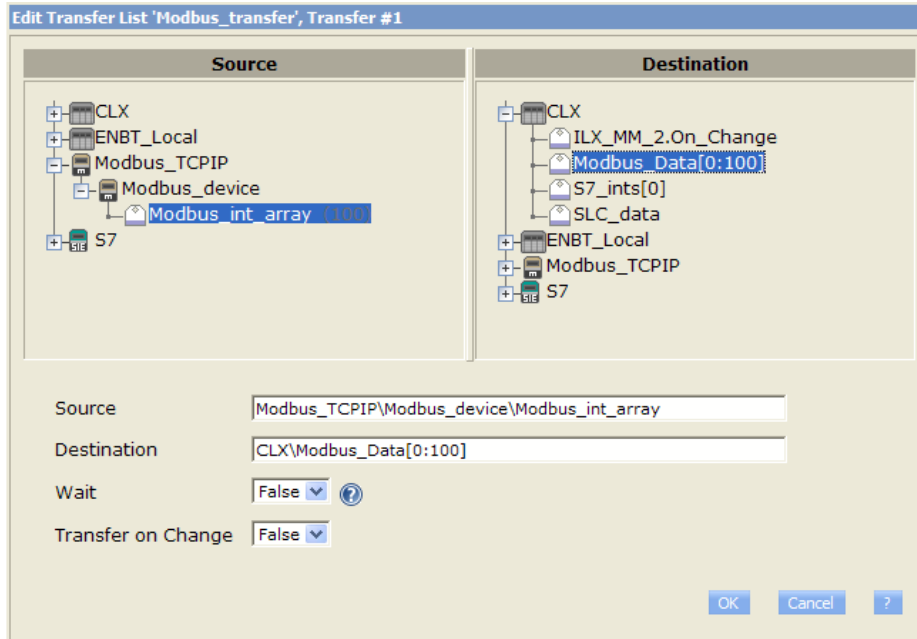 Edit Transfer List 'Modbus_transfer', Transfer #1
Source
Destination
CLX
ENBT_Local
Modbus_TCPIP
Modbus_device
Modbus_int_array (100)
S7
CLX
ILX_MM_2.On_Change
Modbus_Data[0:100]
S7_ints[0]
SLC_data
ENBT_Local
Modbus_TCPIP
S7
Source Modbus_TCPIP\Modbus_device\Modbus_int_array
Destination CLX\Modbus_Data[0:100]
Wait False ?
Transfer on Change False
OK Cancel ?